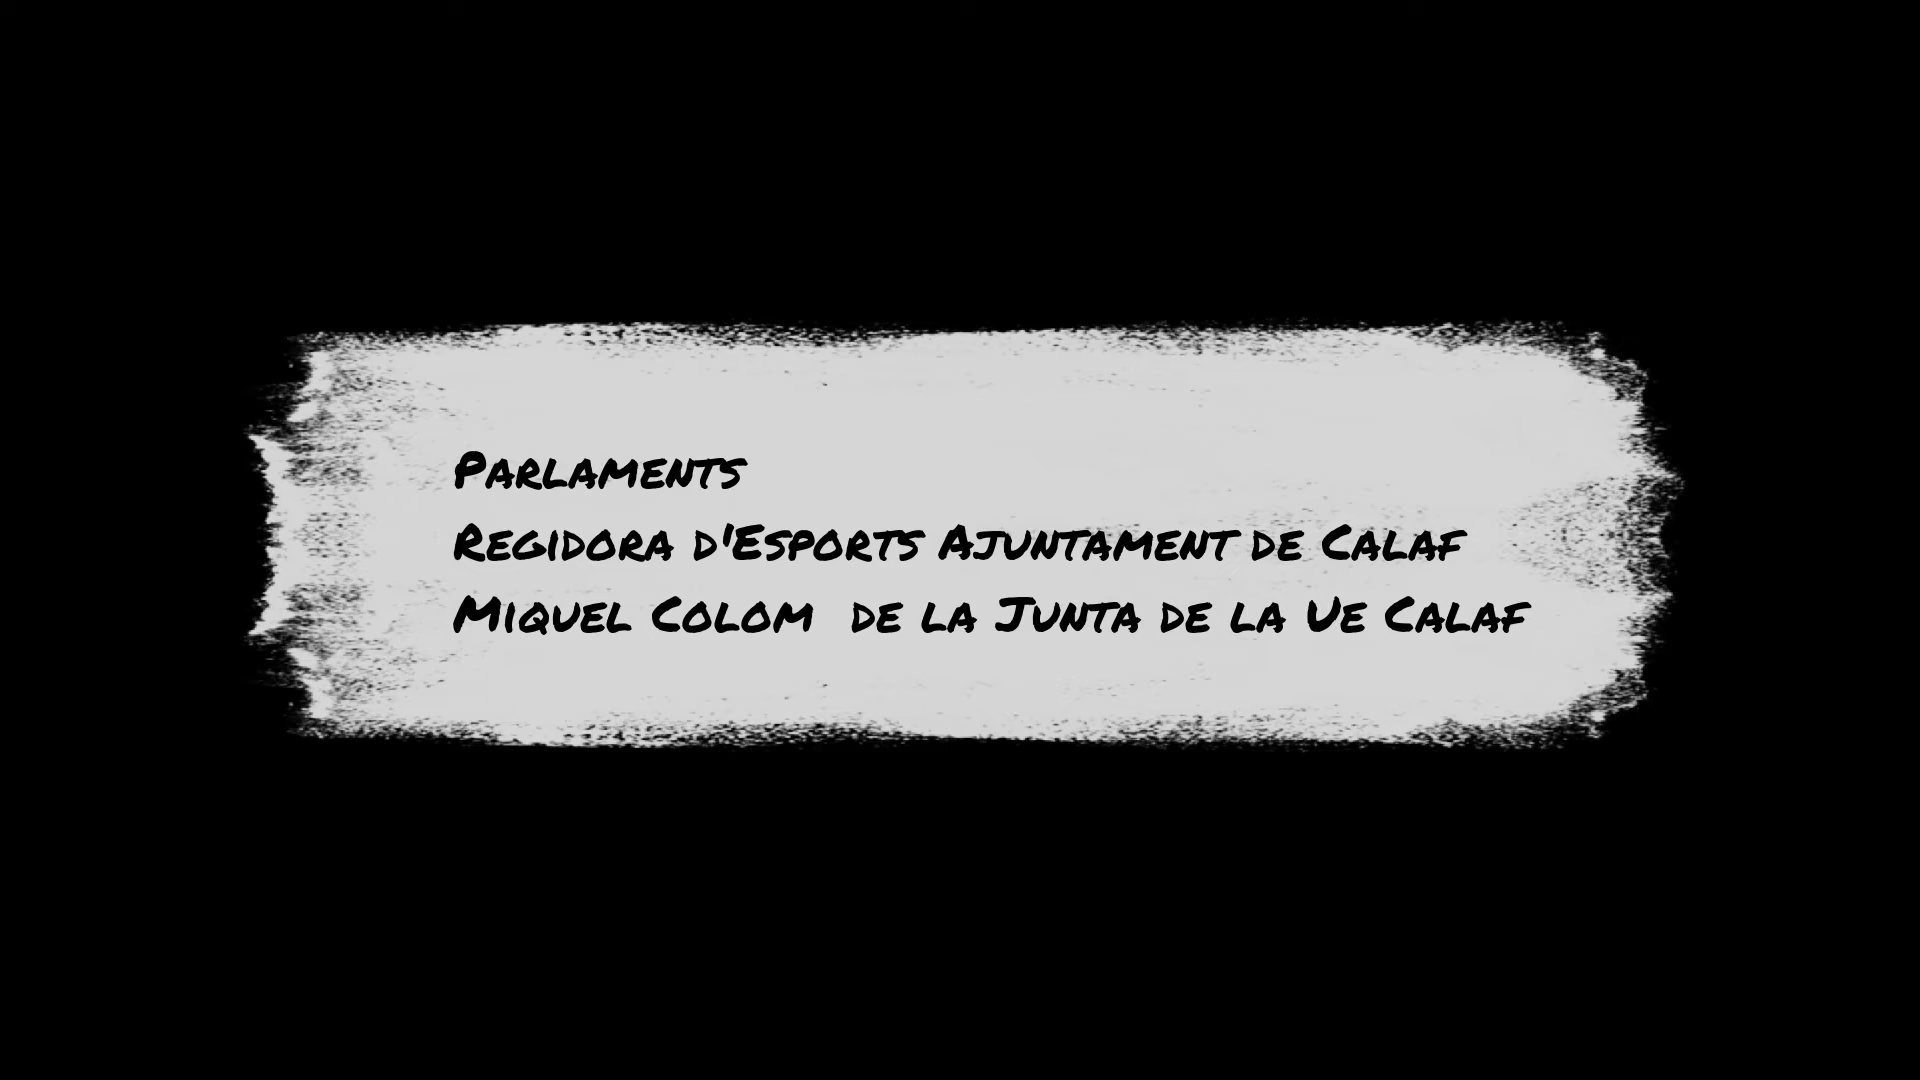 Parlaments
Regidora d'Esports Ajuntament de Calaf
Miquel Colom  de la Junta de la Ue Calaf